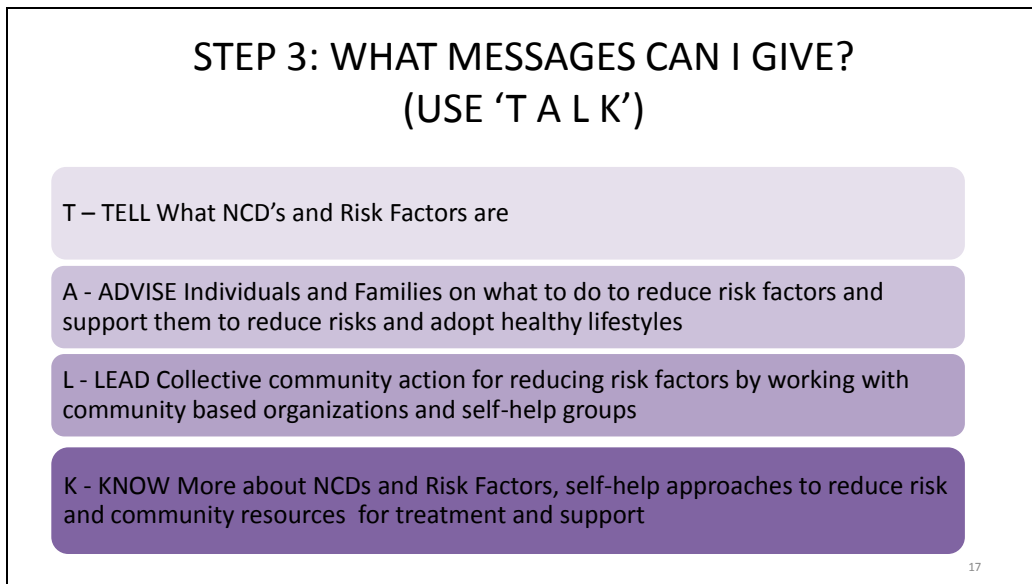 STEP 3: WHAT MESSAGES CAN I GIVE?
(USE ‘T A L K’)
T – TELL What NCD’s and Risk Factors are
A - ADVISE Individuals and Families on what to do to reduce risk factors and
support them to reduce risks and adopt healthy lifestyles
L - LEAD Collective community action for reducing risk factors by working with
community based organizations and self-help groups
K - KNOW More about NCDs and Risk Factors, self-help approaches to reduce risk
and community resources  for treatment and support
17